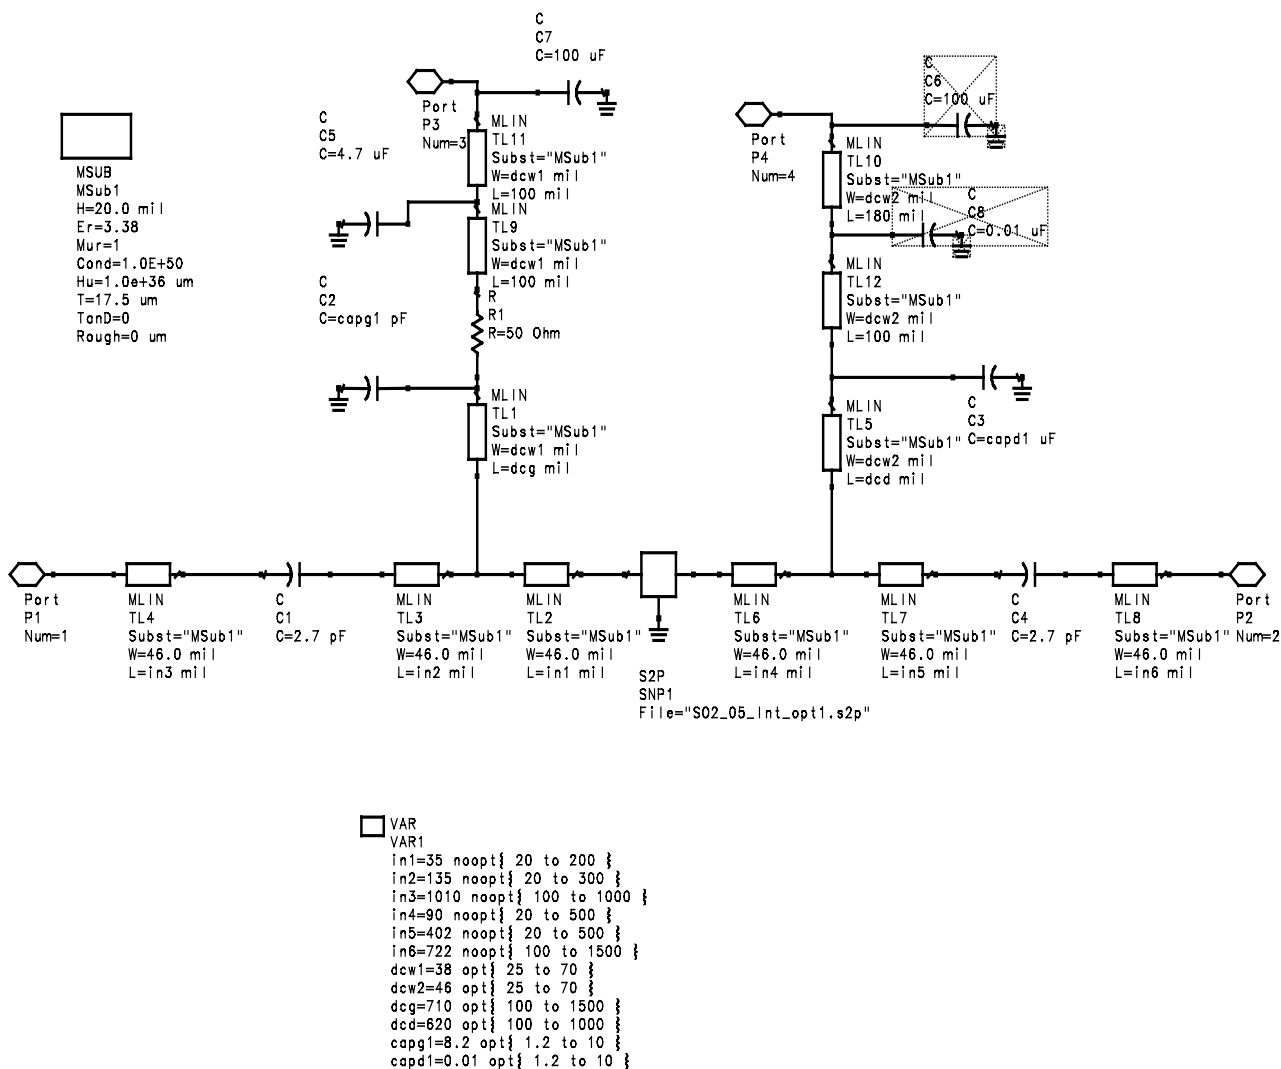 C
C7
C=100 uF
Port
P3
Num=3
C
C6
C=100 uF
MSUB
MSub1
H=20.0 mil
Er=3.38
Mur=1
Cond=1.0E+50
Hu=1.0e+36 um
T=17.5 um
TanD=0
Rough=0 um
C
C5
C=4.7 uF
MLIN
TL11
Subst="MSub1"
W=dcw1 mil
L=100 mil
Port
P4
Num=4
MLIN
TL10
Subst="MSub1"
W=dcw2 mil
L=180 mil
C
C8
C=0.01 uF
MLIN
TL9
Subst="MSub1"
W=dcw1 mil
L=100 mil
MLIN
TL12
Subst="MSub1"
W=dcw2 mil
L=100 mil
C
C2
C=capg1 pF
R
R1
R=50 Ohm
MLIN
TL1
Subst="MSub1"
W=dcw1 mil
L=dcg mil
MLIN
TL5
Subst="MSub1"
W=dcw2 mil
L=dcd mil
C
C3
C=capd1 uF
Port
P1
Num=1
MLIN
TL4
Subst="MSub1"
W=46.0 mil
L=in3 mil
C
C1
C=2.7 pF
MLIN
TL3
Subst="MSub1"
W=46.0 mil
L=in2 mil
MLIN
TL2
Subst="MSub1"
W=46.0 mil
L=in1 mil
S2P
SNP1
File="S02_05_Int_opt1.s2p"
MLIN
TL6
Subst="MSub1"
W=46.0 mil
L=in4 mil
MLIN
TL7
Subst="MSub1"
W=46.0 mil
L=in5 mil
C
C4
C=2.7 pF
MLIN
TL8
Subst="MSub1"
W=46.0 mil
L=in6 mil
Port
P2
Num=2
VAR
VAR1
in1=35 noopt{ 20 to 200 }
in2=135 noopt{ 20 to 300 }
in3=1010 noopt{ 100 to 1000 }
in4=90 noopt{ 20 to 500 }
in5=402 noopt{ 20 to 500 }
in6=722 noopt{ 100 to 1500 }
dcw1=38 opt{ 25 to 70 }
dcw2=46 opt{ 25 to 70 }
dcg=710 opt{ 100 to 1500 }
dcd=620 opt{ 100 to 1000 }
capg1=8.2 opt{ 1.2 to 10 }
capd1=0.01 opt{ 1.2 to 10 }